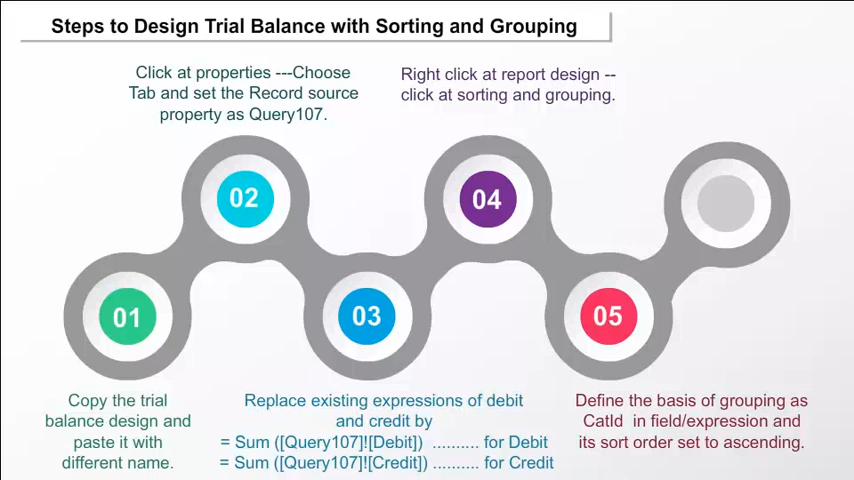 Steps to Design Trial Balance with Sorting and Grouping
Click at properties ---Choose
Tab and set the Record source
property as Query107.
Right click at report design --
click at sorting and grouping.
02
04
01
03
05
Copy the trial
balance design and
paste it with
different name.
Replace existing expressions of debit
and credit by
= Sum ([Query107]![Debit]) .......... for Debit
= Sum ([Query107]![Credit]) .......... for Credit
Define the basis of grouping as
CatId in field/expression and
its sort order set to ascending.